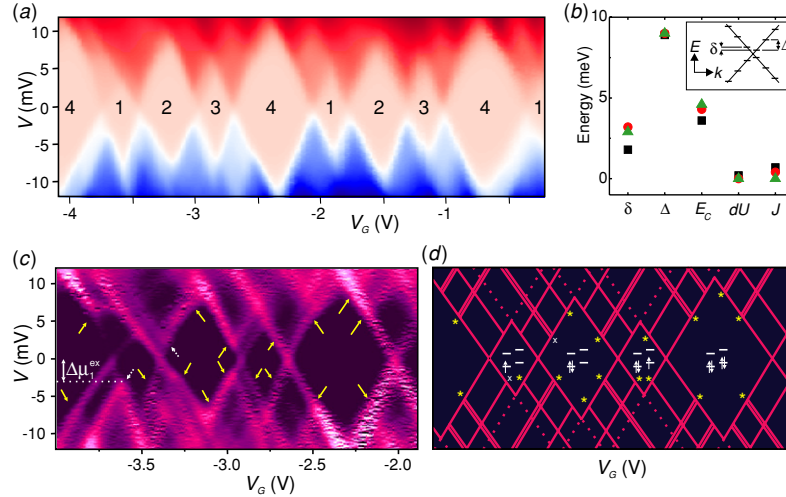 (a)
10
5
0
-5
-10
V (mV)
4 1 2 3 4 1 2 3 4 1
-4 -3 -2 -1
V_G (V)
(b)
10
5
0
Energy (meV)
E
k
δ
Δ
δ Δ E_C dU J
(c)
10
5
0
-5
-10
V (mV)
Δμ₁^ex
-3.5 -3.0 -2.5 -2.0
V_G (V)
(d)
x
x
V_G (V)